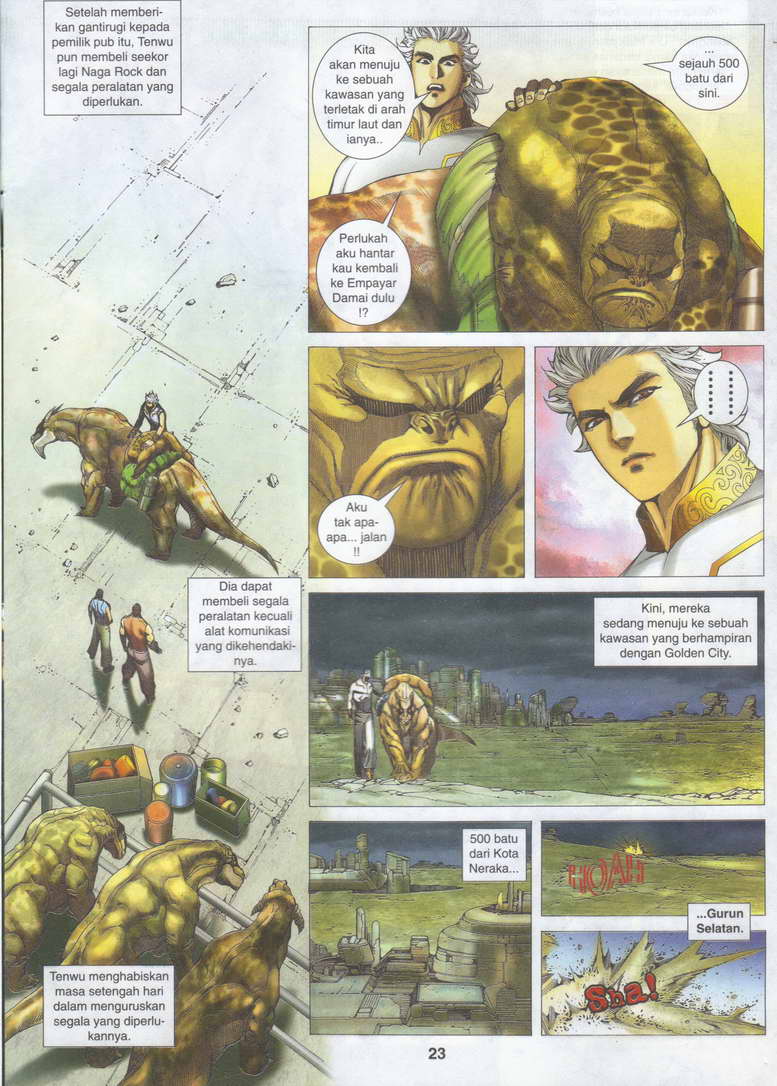 Setelah memberi-
kan gantirugi kepada
pemilik pub itu, Tenwu
pun membeli seekor
lagi Naga Rock dan
segala peralatan yang
diperlukan.
Dia dapat
membeli segala
peralatan kecuali
alat komunikasi
yang dikehendaki-
nya.
Tenwu menghabiskan
masa setengah hari
dalam menguruskan
segala yang diperlu-
kannya.
Kita
akan menuju
ke sebuah
kawasan yang
terletak di arah
timur laut dan
ianya..
...
sejauh 500
batu dari
sini.
Perlukah
aku hantar
kau kembali
ke Empayar
Damai dulu
!?
Aku
tak apa-
apa... jalan
!!
Kini, mereka
sedang menuju ke sebuah
kawasan yang berhampiran
dengan Golden City.
500 batu
dari Kota
Neraka...
HOAH
...Gurun
Selatan.
Sha!
23